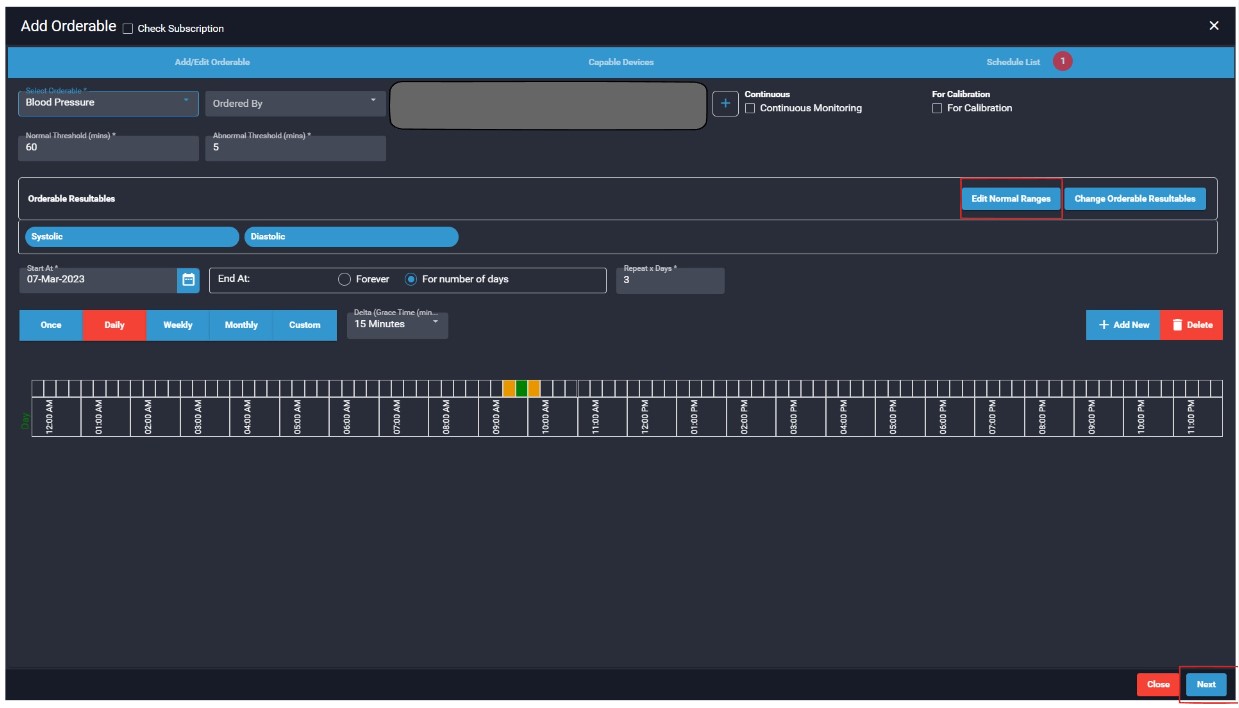 Add Orderable Check Subscription
Add/Edit Orderable Capable Devices Schedule List 1
Select Orderable *
Blood Pressure
Ordered By
Continuous
Continuous Monitoring
For Calibration
For Calibration
Normal Threshold (mins) *
60
Abnormal Threshold (mins) *
5
Orderable Resultables Edit Normal Ranges Change Orderable Resultables
Systolic Diastolic
Start At *
07-Mar-2023
End At: Forever For number of days
Repeat x Days *
3
Once Daily Weekly Monthly Custom
Delta (Grace Time (min...
15 Minutes
Add New Delete
Day
12:00 AM
01:00 AM
02:00 AM
03:00 AM
04:00 AM
05:00 AM
06:00 AM
07:00 AM
08:00 AM
09:00 AM
10:00 AM
11:00 AM
12:00 PM
01:00 PM
02:00 PM
03:00 PM
04:00 PM
05:00 PM
06:00 PM
07:00 PM
08:00 PM
09:00 PM
10:00 PM
11:00 PM
Close Next